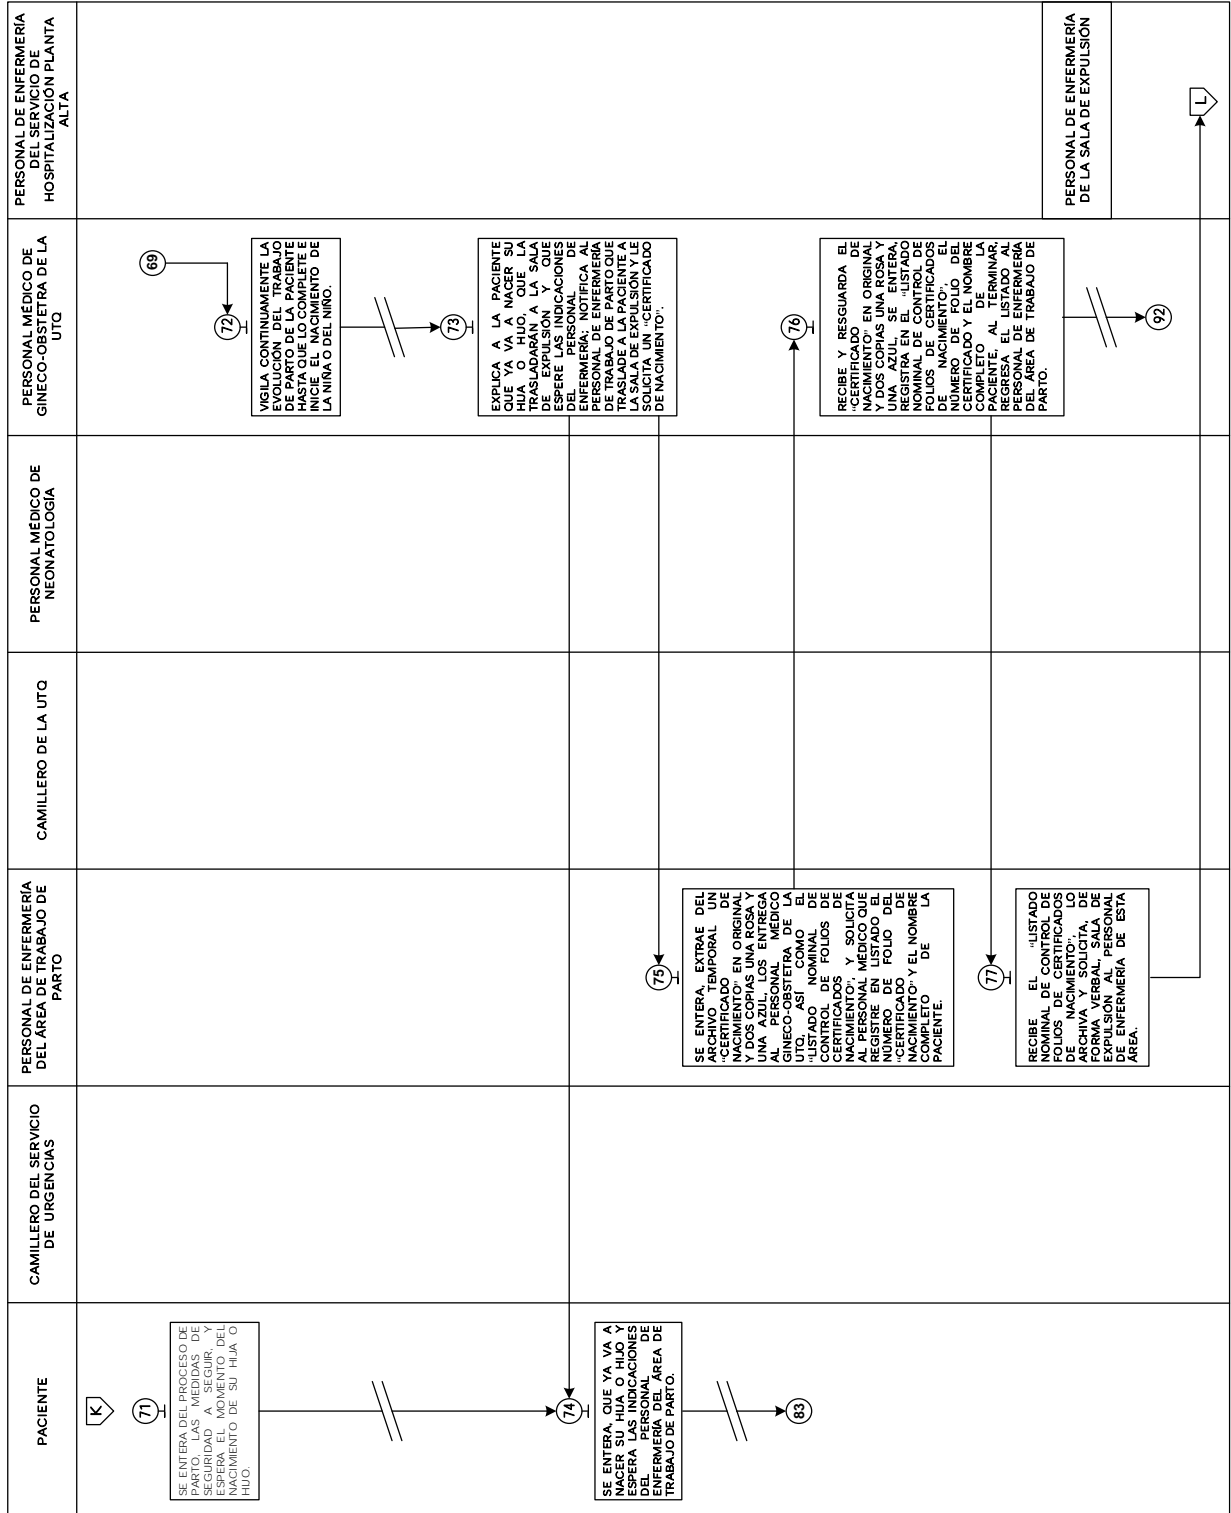 PACIENTE
CAMILLERO DEL SERVICIO
DE URGENCIAS
PERSONAL DE ENFERMERÍA
DEL ÁREA DE TRABAJO DE
PARTO
CAMILLERO DE LA UTQ
PERSONAL MÉDICO DE
NEONATOLOGÍA
PERSONAL MÉDICO DE
GINECO-OBSTETRA DE LA
UTQ
PERSONAL DE ENFERMERÍA
DEL SERVICIO DE
HOSPITALIZACIÓN PLANTA
ALTA
K
71
SE ENTERA DEL PROCESO DE
PARTO, LAS MEDIDAS DE
SEGURIDAD A SEGUIR, Y
ESPERA EL MOMENTO DEL
NACIMIENTO DE SU HIJA O
HIJO.
69
72
VIGILA CONTINUAMENTE LA
EVOLUCIÓN DEL TRABAJO
DE PARTO DE LA PACIENTE
HASTA QUE LO COMPLETE E
INICIE EL NACIMIENTO DE
LA NIÑA O DEL NIÑO.
73
EXPLICA A LA PACIENTE
QUE YA VA A NACER SU
HIJA O HIJO, QUE LA
TRASLADARÁN A LA SALA
DE EXPULSIÓN Y QUE
ESPERE LAS INDICACIONES
DEL PERSONAL DE
ENFERMERÍA; NOTIFICA AL
PERSONAL DE ENFERMERÍA
DE TRABAJO DE PARTO QUE
TRASLADE A LA PACIENTE A
LA SALA DE EXPULSIÓN Y LE
SOLICITA UN “CERTIFICADO
DE NACIMIENTO”.
74
SE ENTERA, QUE YA VA A
NACER SU HIJA O HIJO Y
ESPERA LAS INDICACIONES
DEL PERSONAL DE
ENFERMERÍA DEL ÁREA DE
TRABAJO DE PARTO.
83
75
SE ENTERA, EXTRAE DEL
ARCHIVO TEMPORAL UN
“CERTIFICADO DE
NACIMIENTO” EN ORIGINAL
Y DOS COPIAS UNA ROSA Y
UNA AZUL, LOS ENTREGA
AL PERSONAL MÉDICO
GINECO-OBSTETRA DE LA
UTQ, ASÍ COMO EL
“LISTADO NOMINAL DE
CONTROL DE FOLIOS DE
CERTIFICADOS DE
NACIMIENTO”, Y SOLICITA
AL PERSONAL MÉDICO QUE
REGISTRE EN LISTADO EL
NÚMERO DE FOLIO DEL
“CERTIFICADO DE
NACIMIENTO” Y EL NOMBRE
COMPLETO DE LA
PACIENTE.
76
RECIBE Y RESGUARDA EL
“CERTIFICADO DE
NACIMIENTO” EN ORIGINAL
Y DOS COPIAS UNA ROSA Y
UNA AZUL, SE ENTERA,
REGISTRA EN EL “LISTADO
NOMINAL DE CONTROL DE
FOLIOS DE CERTIFICADOS
DE NACIMIENTO”, EL
NÚMERO DE FOLIO DEL
CERTIFICADO Y EL NOMBRE
COMPLETO DE LA
PACIENTE, AL TERMINAR,
REGRESA EL LISTADO AL
PERSONAL DE ENFERMERÍA
DEL ÁREA DE TRABAJO DE
PARTO.
92
77
RECIBE EL “LISTADO
NOMINAL DE CONTROL DE
FOLIOS DE CERTIFICADOS
DE NACIMIENTO”, LO
ARCHIVA Y SOLICITA, DE
FORMA VERBAL, SALA DE
EXPULSIÓN AL PERSONAL
DE ENFERMERÍA DE ESTA
ÁREA.
PERSONAL DE ENFERMERÍA
DE LA SALA DE EXPULSIÓN
L